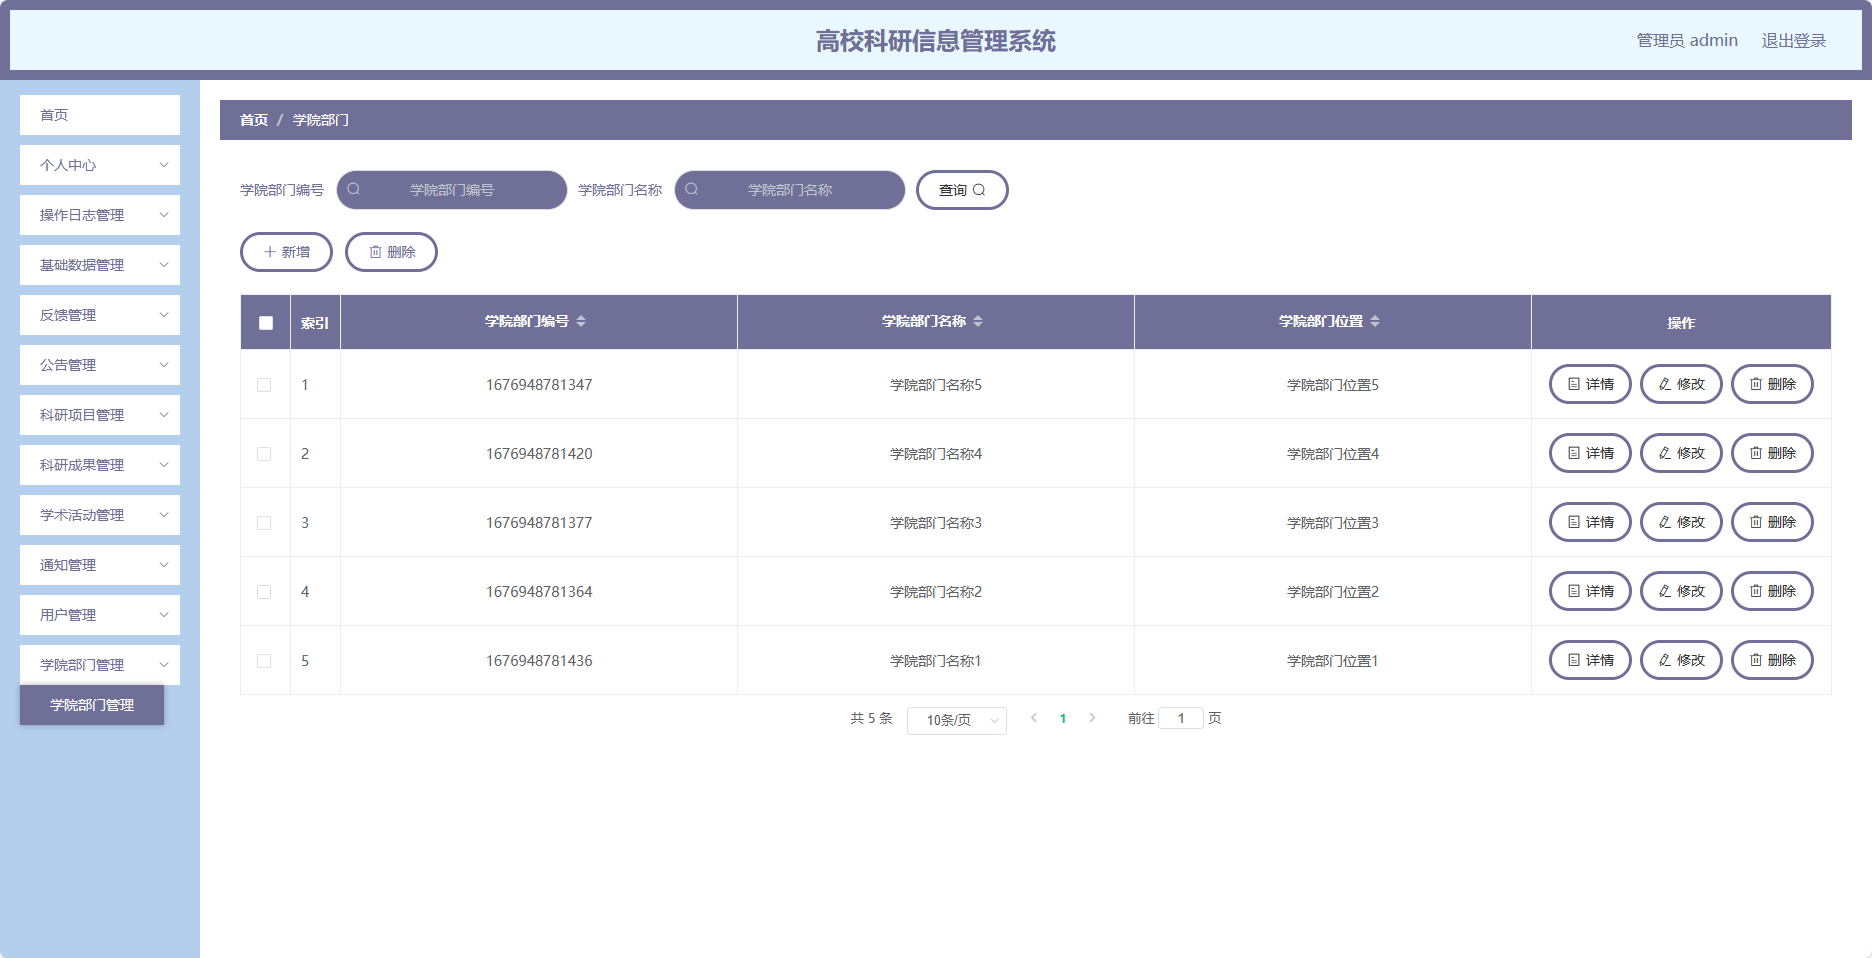 高校科研信息管理系统
管理员 admin 退出登录
首页
个人中心
操作日志管理
基础数据管理
反馈管理
公告管理
科研项目管理
科研成果管理
学术活动管理
通知管理
用户管理
学院部门管理
学院部门管理
首页 / 学院部门
学院部门编号 学院部门编号 学院部门名称 学院部门名称 查询
新增 删除
索引 学院部门编号 学院部门名称 学院部门位置 操作
1 1676948781347 学院部门名称5 学院部门位置5 详情 修改 删除
2 1676948781420 学院部门名称4 学院部门位置4 详情 修改 删除
3 1676948781377 学院部门名称3 学院部门位置3 详情 修改 删除
4 1676948781364 学院部门名称2 学院部门位置2 详情 修改 删除
5 1676948781436 学院部门名称1 学院部门位置1 详情 修改 删除
共 5 条 10条/页 1 前往 1 页